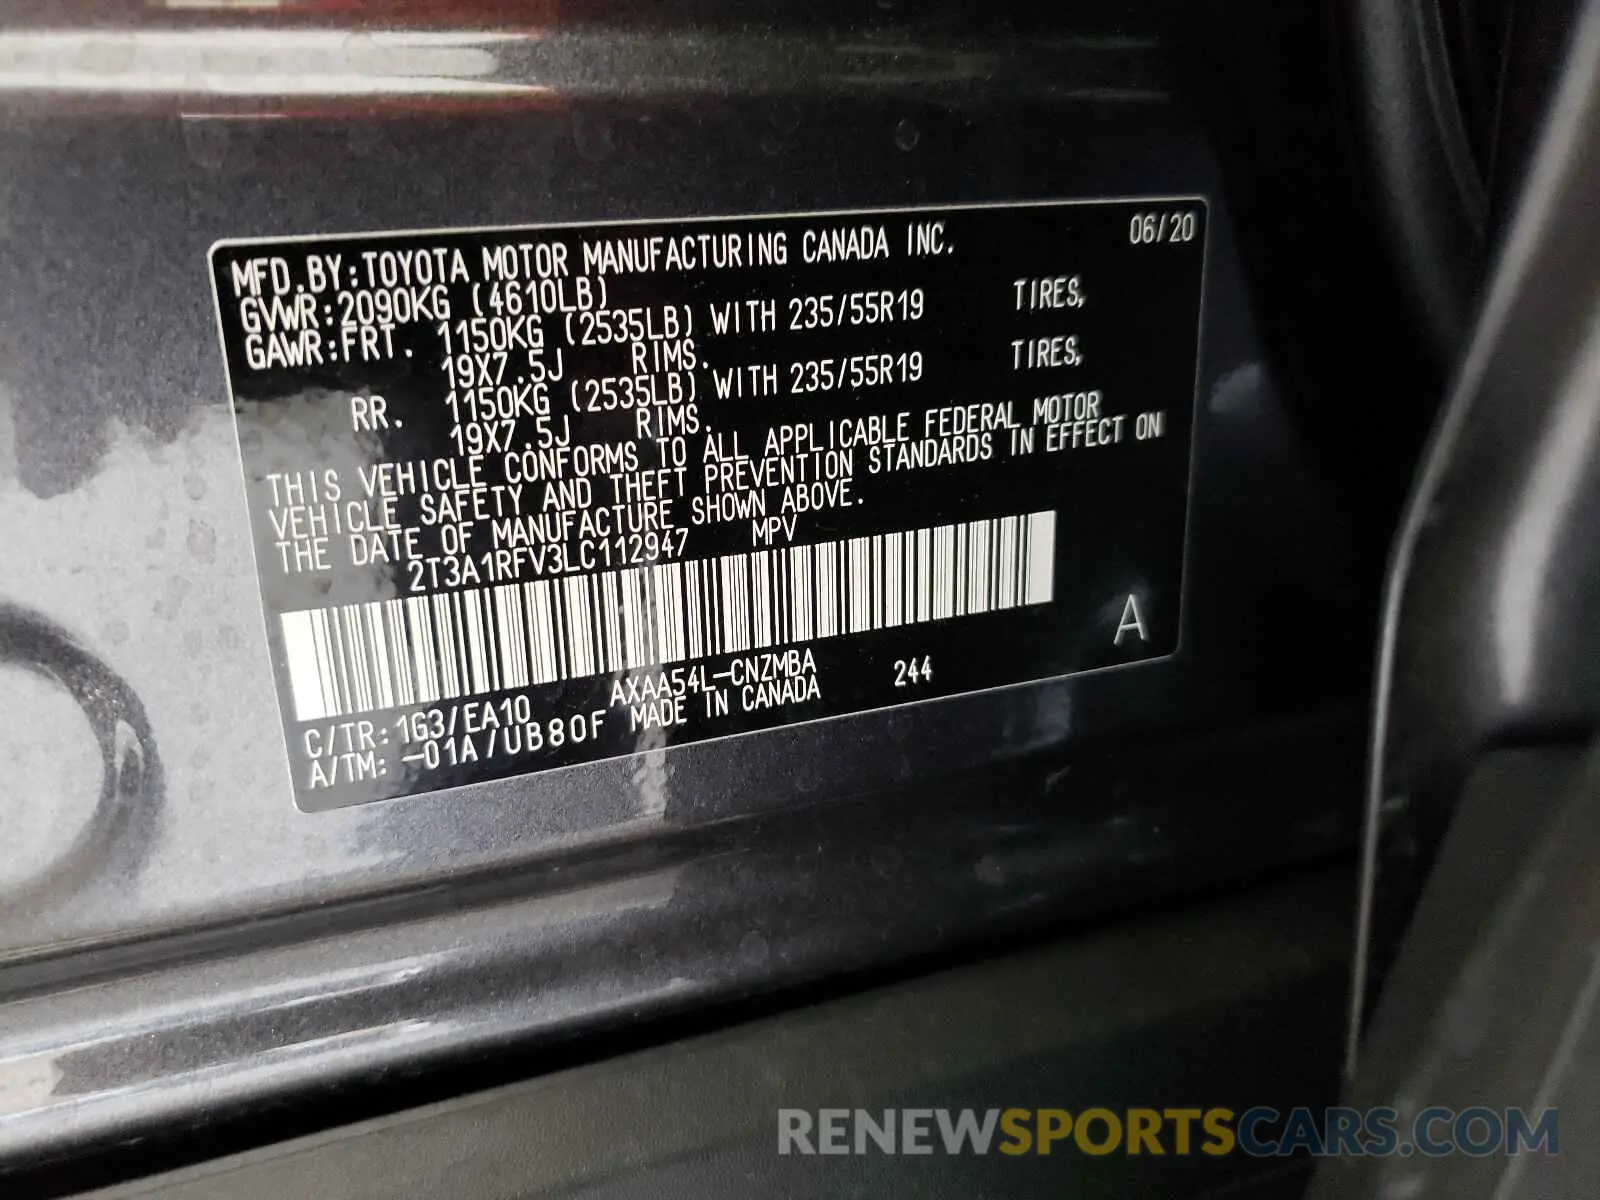 MFD.BY:TOYOTA MOTOR MANUFACTURING CANADA INC. 06/20
GVWR:2090KG (4610LB)
GAWR:FRT. 1150KG (2535LB) WITH 235/55R19 TIRES,
19X7.5J RIMS.
RR. 1150KG (2535LB) WITH 235/55R19 TIRES,
19X7.5J RIMS.
THIS VEHICLE CONFORMS TO ALL APPLICABLE FEDERAL MOTOR
VEHICLE SAFETY AND THEFT PREVENTION STANDARDS IN EFFECT ON
THE DATE OF MANUFACTURE SHOWN ABOVE.
2T3A1RFV3LC112947 MPV
A
C/TR:1G3/EA10 AXAA54L-CNZMBA 244
A/TM: -01A/UB80F MADE IN CANADA
RENEWSPORTSCARS.COM